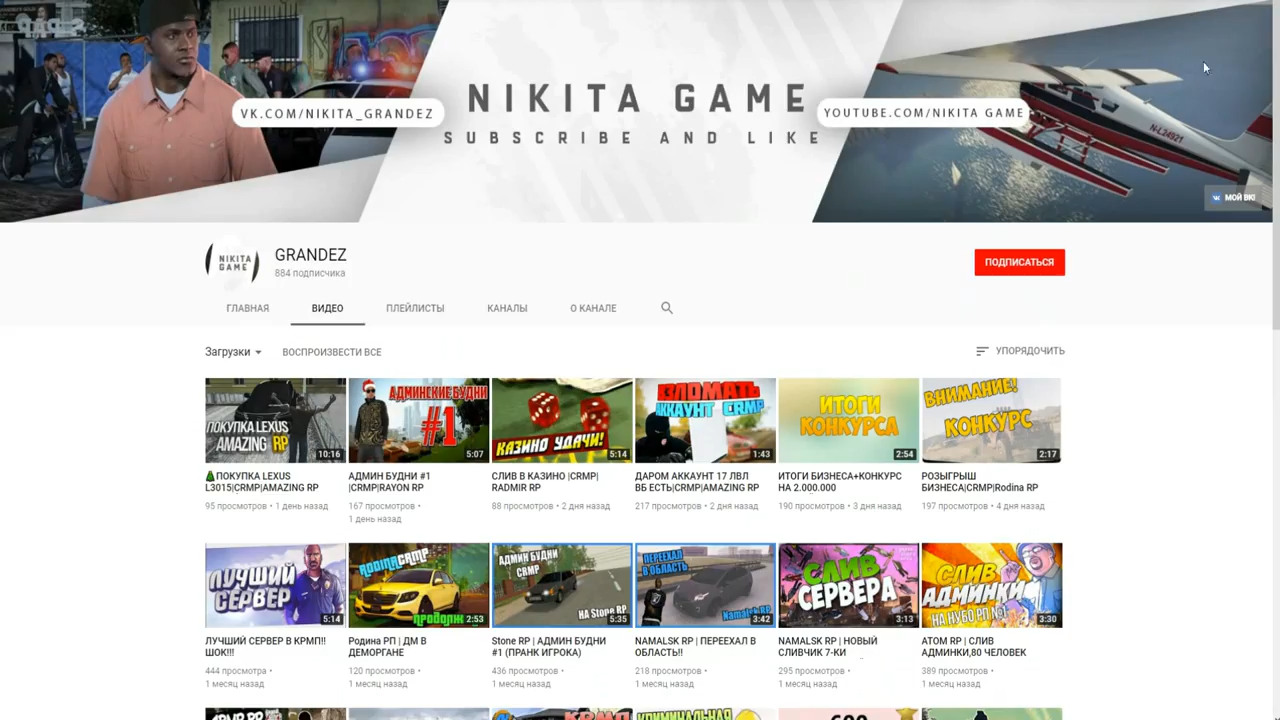 NIKITA GAME
SUBSCRIBE AND LIKE
VK.COM/NIKITA_GRANDEZ
YOUTUBE.COM/NIKITA GAME
N-L24921
МОЙ ВК!
NIKITA
GAME
GRANDEZ
884 подписчика
ПОДПИСАТЬСЯ
ГЛАВНАЯ
ВИДЕО
ПЛЕЙЛИСТЫ
КАНАЛЫ
О КАНАЛЕ
Загрузки
ВОСПРОИЗВЕСТИ ВСЕ
УПОРЯДОЧИТЬ
ПОКУПКА LEXUS
AMAZING RP
10:16
АДМИНСКИЕ БУДНИ
#1
5:07
КАЗИНО УДАЧИ!
5:14
ВЗЛОМАТЬ
АККАУНТ CRMP
1:43
ИТОГИ
КОНКУРСА
2:54
ВНИМАНИЕ!
КОНКУРС
2:17
🌲ПОКУПКА LEXUS
L3015|CRMP|AMAZING RP
95 просмотров • 1 день назад
АДМИН БУДНИ #1
|CRMP|RAYON RP
167 просмотров •
1 день назад
СЛИВ В КАЗИНО |CRMP|
RADMIR RP
88 просмотров • 2 дня назад
ДАРОМ АККАУНТ 17 ЛВЛ
ВБ ЕСТЬ|CRMP|AMAZING RP
217 просмотров • 2 дня назад
ИТОГИ БИЗНЕСА+КОНКУРС
НА 2.000.000
190 просмотров • 3 дня назад
РОЗЫГРЫШ
БИЗНЕСА|CRMP|Rodina RP
197 просмотров • 4 дня назад
ЛУЧШИЙ
СЕРВЕР
5:14
RODINACRMP
ПРОДОЛЖ
2:53
АДМИН БУДНИ
CRMP
НА Stone RP
5:35
ПЕРЕЕХАЛ
В ОБЛАСТЬ
Namalsk RP
3:42
СЛИВ
СЕРВЕРА
3:13
СЛИВ
АДМИНКИ
НА НУБО РП №1
3:30
ЛУЧШИЙ СЕРВЕР В КРМП!!
ШОК!!!
444 просмотра •
1 месяц назад
Родина РП | ДМ В
ДЕМОРГАНЕ
120 просмотров •
1 месяц назад
Stone RP | АДМИН БУДНИ
#1 (ПРАНК ИГРОКА)
436 просмотров •
1 месяц назад
NAMALSK RP | ПЕРЕЕХАЛ В
ОБЛАСТЬ!!
218 просмотров •
1 месяц назад
NAMALSK RP | НОВЫЙ
СЛИВЧИК 7-КИ
295 просмотров •
1 месяц назад
ATOM RP | СЛИВ
АДМИНКИ,80 ЧЕЛОВЕК
389 просмотров •
1 месяц назад
КРИМИНАЛЬНАЯ